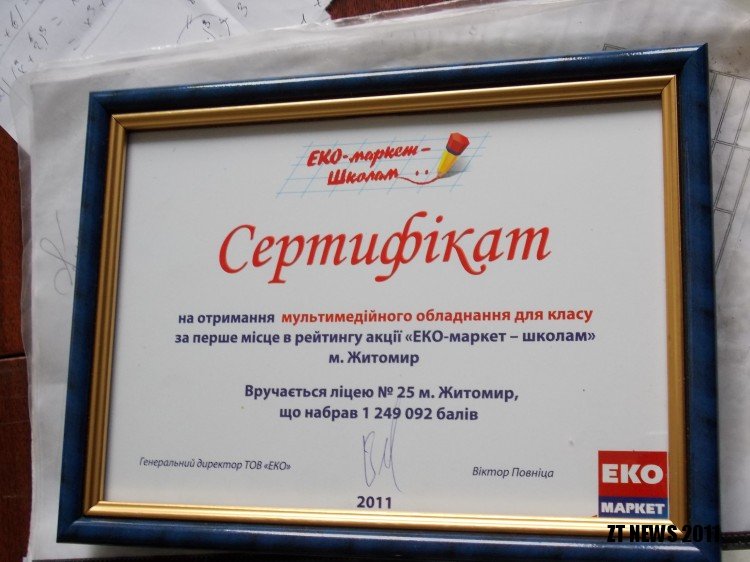 ЕКО-маркет-
Школам
Сертифікат
на отримання мультимедійного обладнання для класу
за перше місце в рейтингу акції «ЕКО-маркет – школам»
м. Житомир
Вручається ліцею № 25 м. Житомир,
що набрав 1 249 092 балів
Генеральний директор ТОВ «ЕКО»
Віктор Повніца
2011
ЕКО
МАРКЕТ
ZT NEWS 2011